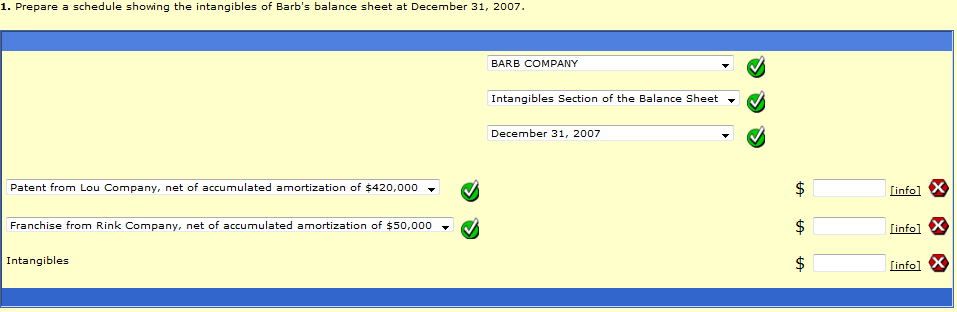 1. Prepare a schedule showing the intangibles of Barb's balance sheet at December 31, 2007.
BARB COMPANY
Intangibles Section of the Balance Sheet
December 31, 2007
Patent from Lou Company, net of accumulated amortization of $420,000 $ [info]
Franchise from Rink Company, net of accumulated amortization of $50,000 $ [info]
Intangibles $ [info]